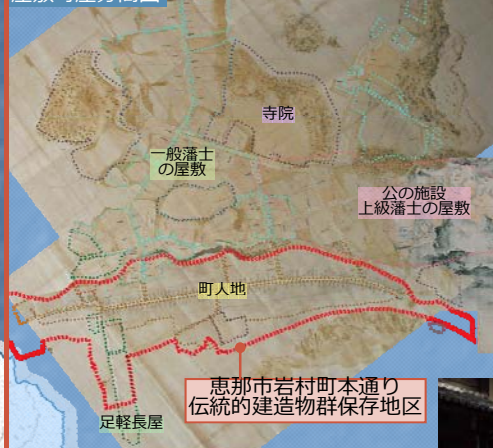 寺院
一般藩士
の屋敷
公の施設
上級藩士の屋敷
町人地
恵那市岩村町本通り
伝統的建造物群保存地区
足軽長屋